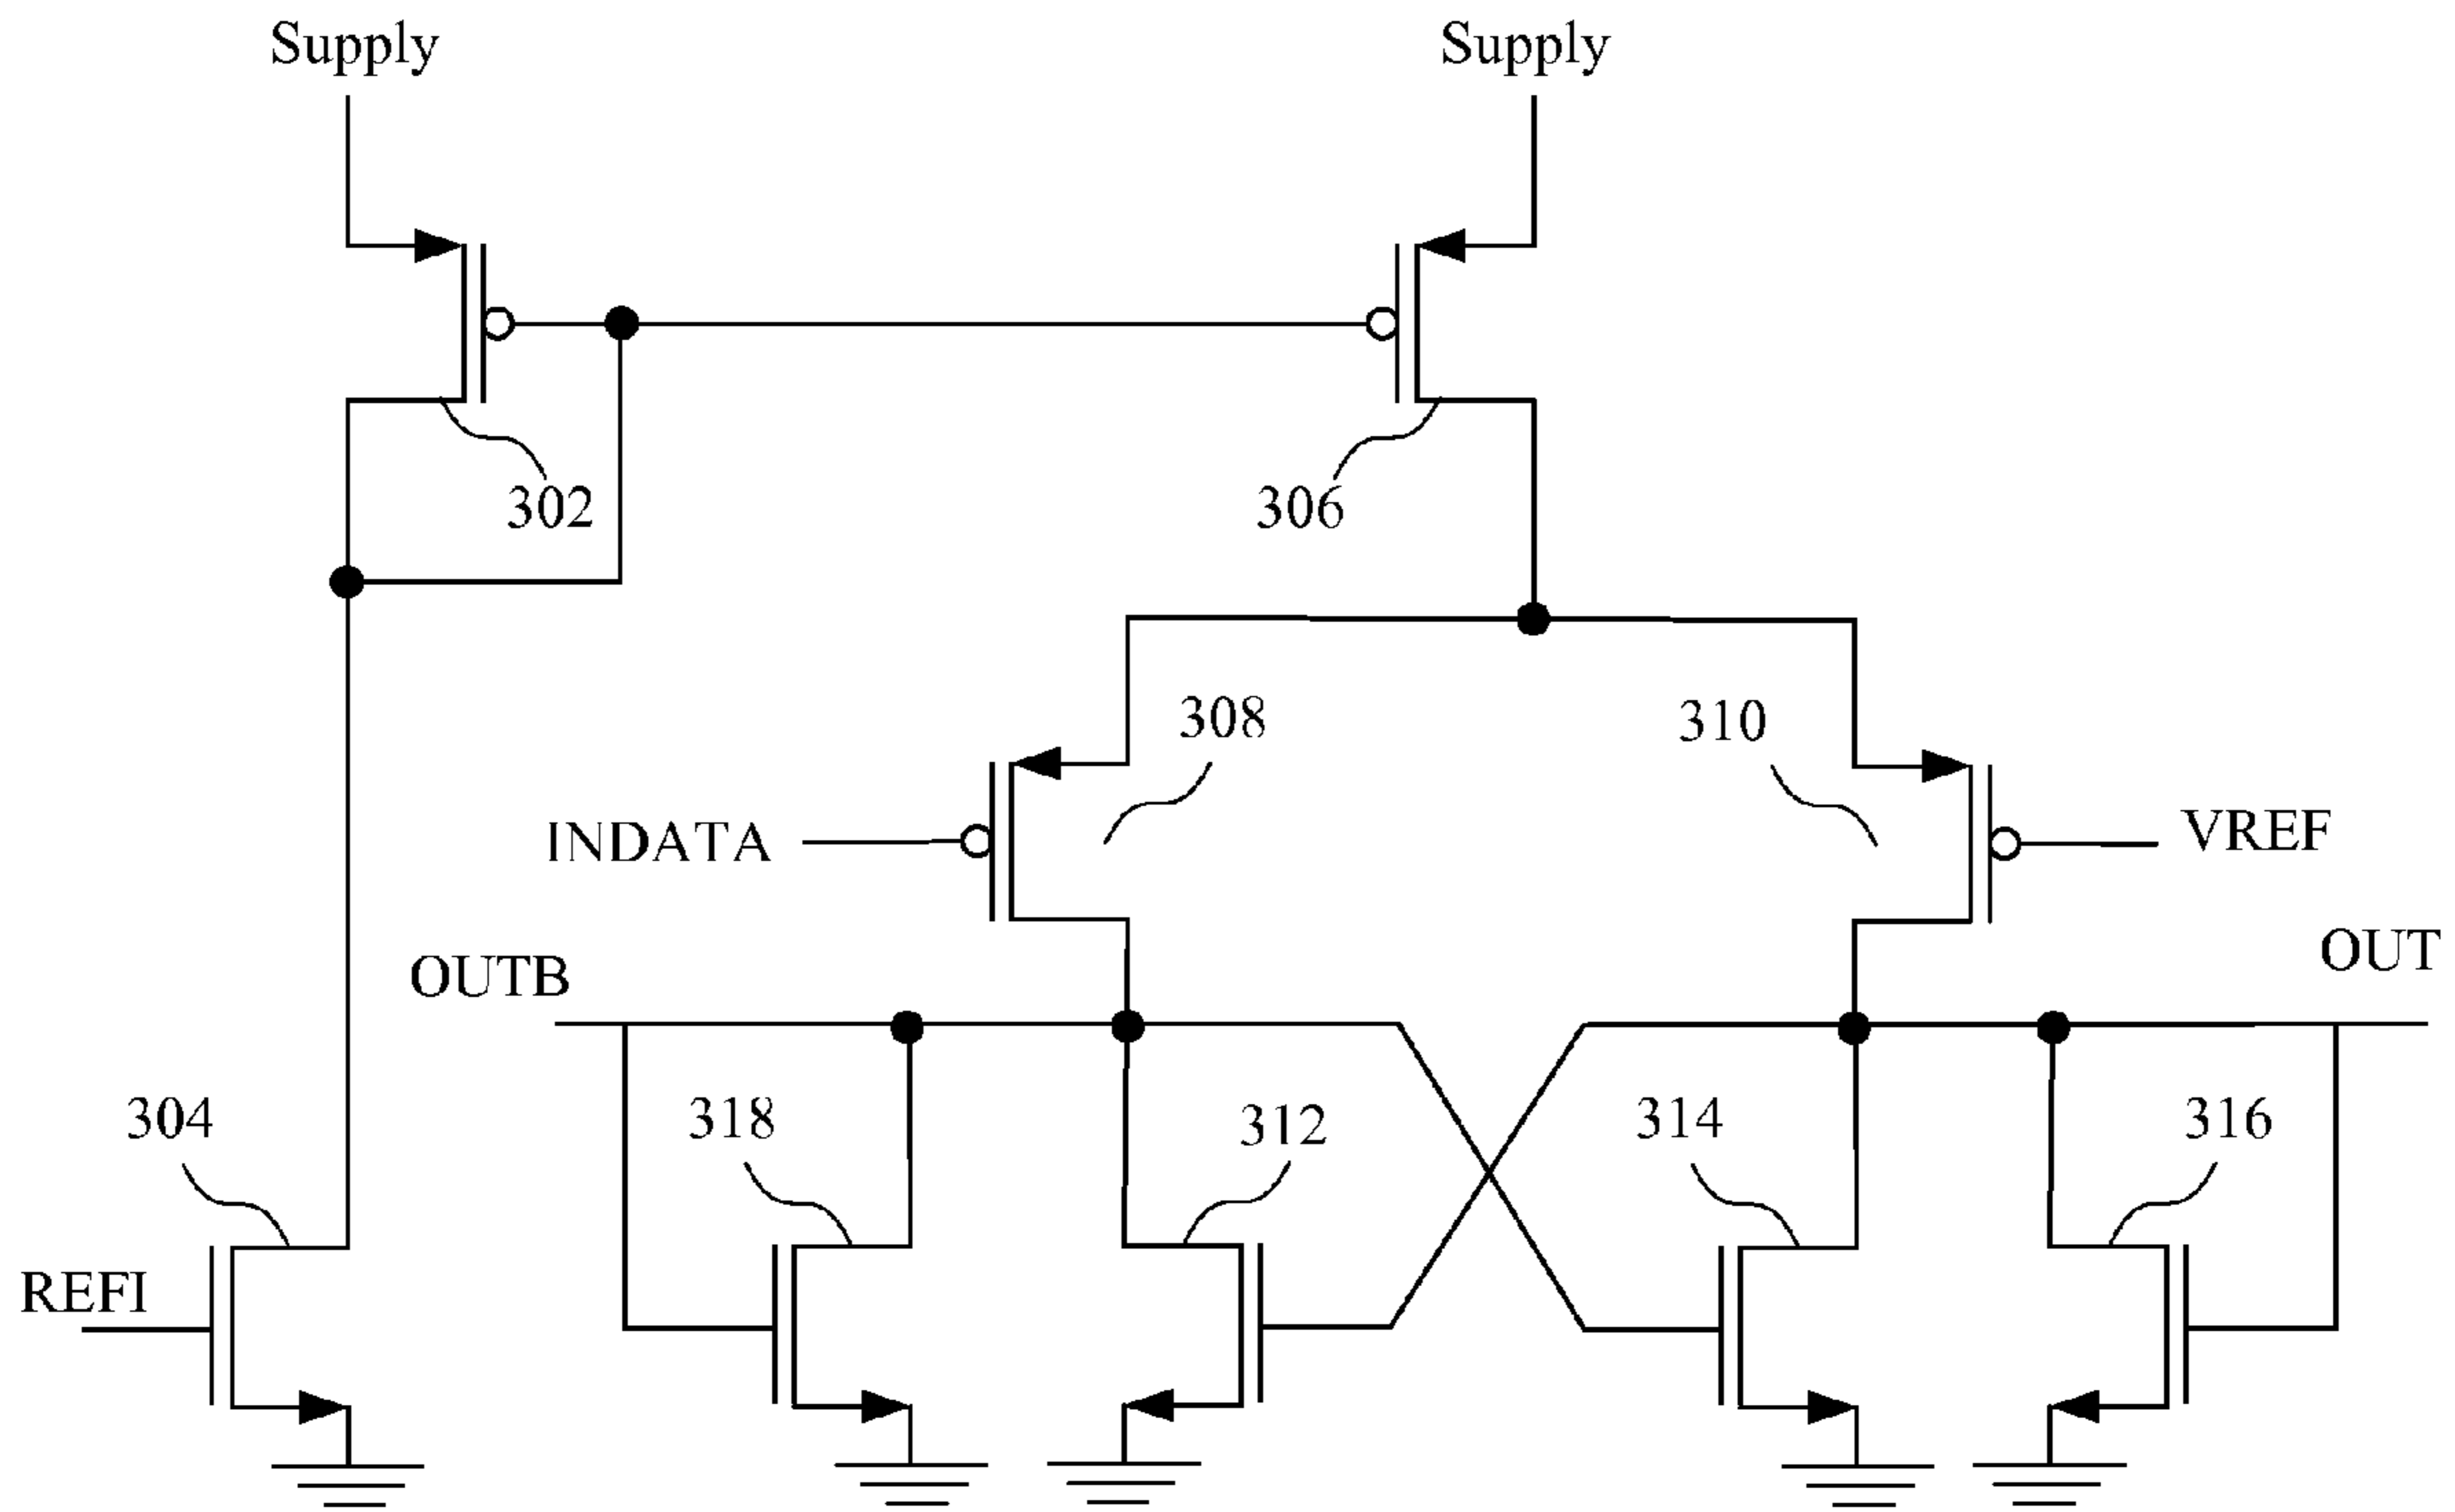 Supply
Supply
302
306
308
310
INDATA
VREF
OUTB
OUT
304
318
312
314
316
REFI